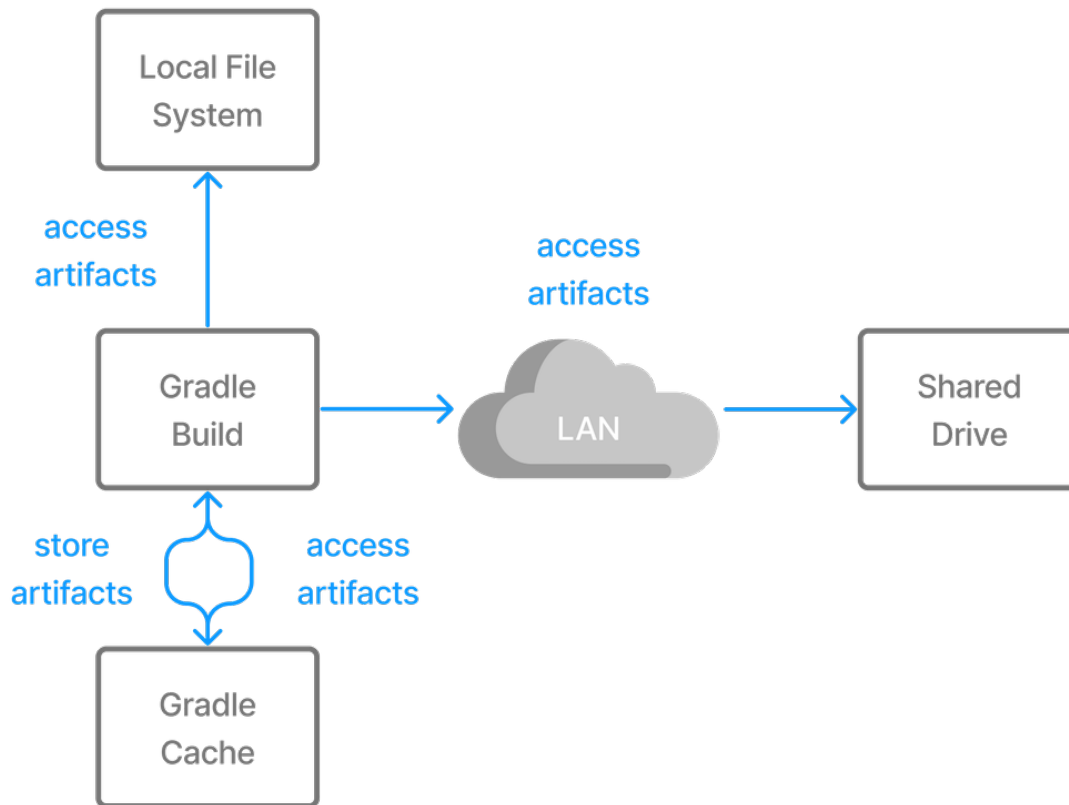 Local File
System
access
artifacts
access
artifacts
Gradle
Build
LAN
Shared
Drive
store
artifacts
access
artifacts
Gradle
Cache